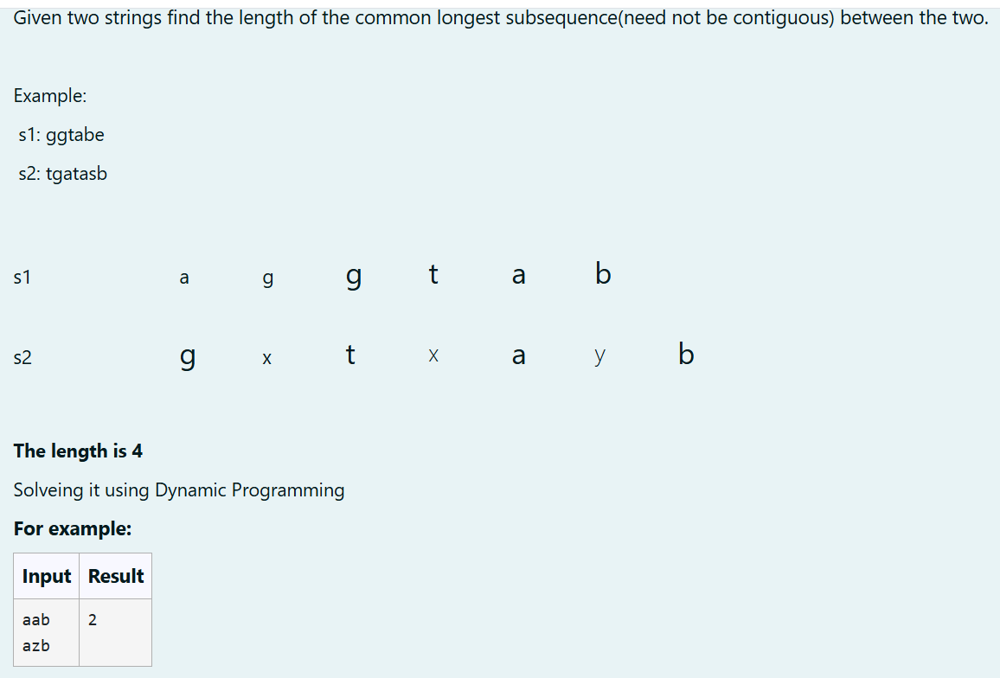 Given two strings find the length of the common longest subsequence(need not be contiguous) between the two.
Example:
s1: ggtabe
s2: tgatasb
s1 a g g t a b
s2 g x t x a y b
The length is 4
Solveing it using Dynamic Programming
For example:
Input Result
aab 2
azb